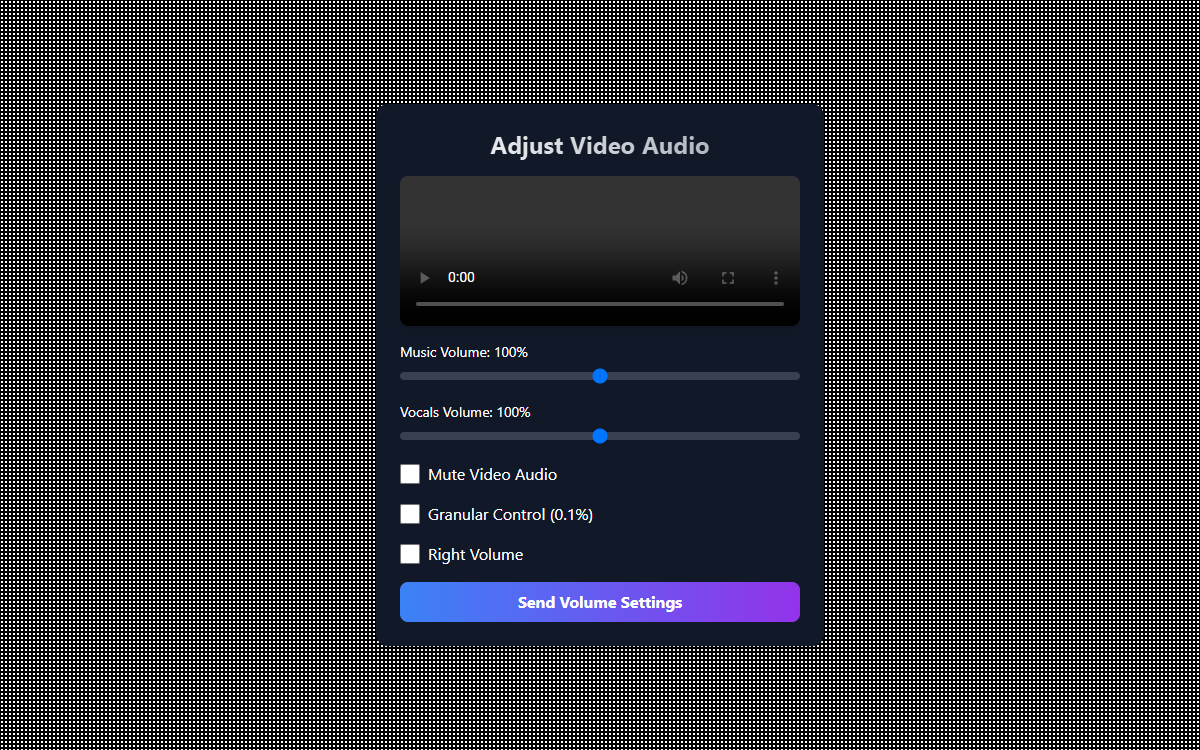 Adjust Video Audio
0:00
Music Volume: 100%
Vocals Volume: 100%
Mute Video Audio
Granular Control (0.1%)
Right Volume
Send Volume Settings